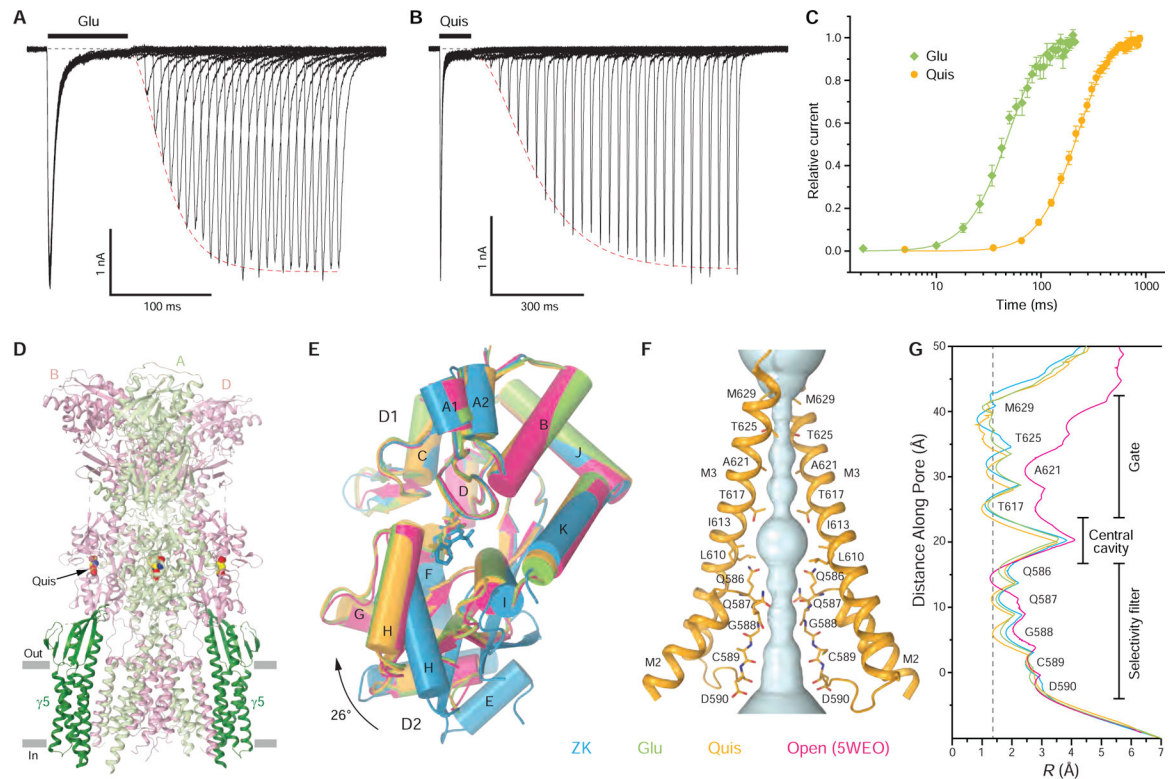 A
Glu
1 nA
100 ms
B
Quis
1 nA
300 ms
C
Glu
Quis
Relative current
1.0
0.8
0.6
0.4
0.2
0.0
10 100 1000
Time (ms)
D
A
B
D
Quis
Out
γ5
γ5
In
E
D1
A1
A2
B
C
D
J
K
F
I
G
H
H
E
26°
D2
F
M629
M629
T625
T625
A621
A621
M3
M3
T617
T617
I613
I613
L610
L610
Q586
Q586
Q587
Q587
G588
G588
C589
C589
M2
M2
D590
D590
ZK
Glu
Quis
Open (5WEO)
G
Distance Along Pore (Å)
50
40
30
20
10
0
M629
T625
A621
T617
Gate
Central
cavity
Q586
Q587
G588
C589
D590
Selectivity filter
0 1 2 3 4 5 6 7
R (Å)